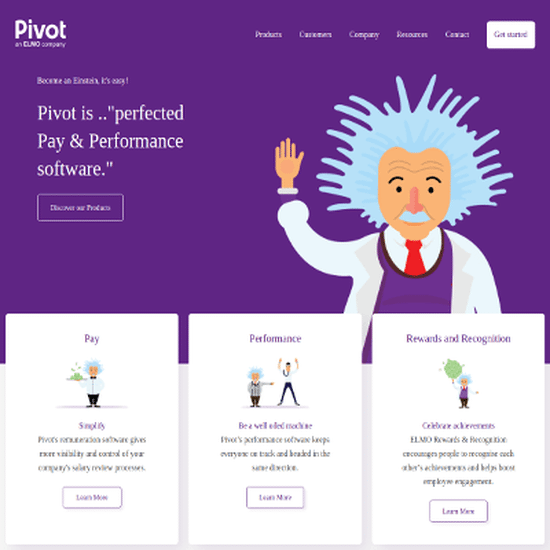 Pivot
an ELMO company
Products Customers Company Resources Contact Get started
Become an Einstein, it's easy!
Pivot is .."perfected
Pay & Performance
software."
Discover our Products
Pay
Simplify
Pivot's remuneration software gives
more visibility and control of your
company's salary review processes.
Learn More
Performance
Be a well oiled machine
Pivot's performance software keeps
everyone on track and headed in the
same direction.
Learn More
Rewards and Recognition
Celebrate achievements
ELMO Rewards & Recognition
encourages people to recognise each
other's achievements and helps boost
employee engagement.
Learn More